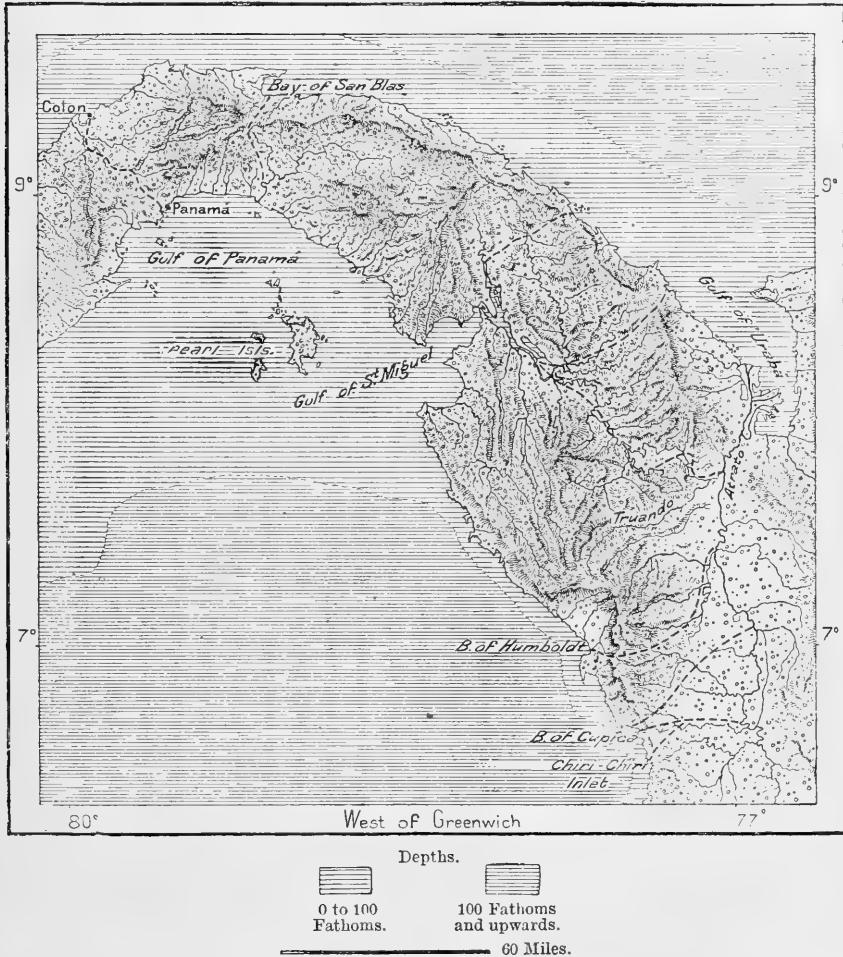 Bay of San Blas
Colon
9°
9°
Panamá
Gulf of Panamá
Gulf of Uraba
Pearl Isls.
Gulf of St Miguel
Atrato
Truando
7°
7°
B. of Humboldt
B. of Cupica
Chiri-Chiri
Inlet
80°
West of Greenwich
77°
Depths.
0 to 100
Fathoms.
100 Fathoms
and upwards.
60 Miles.